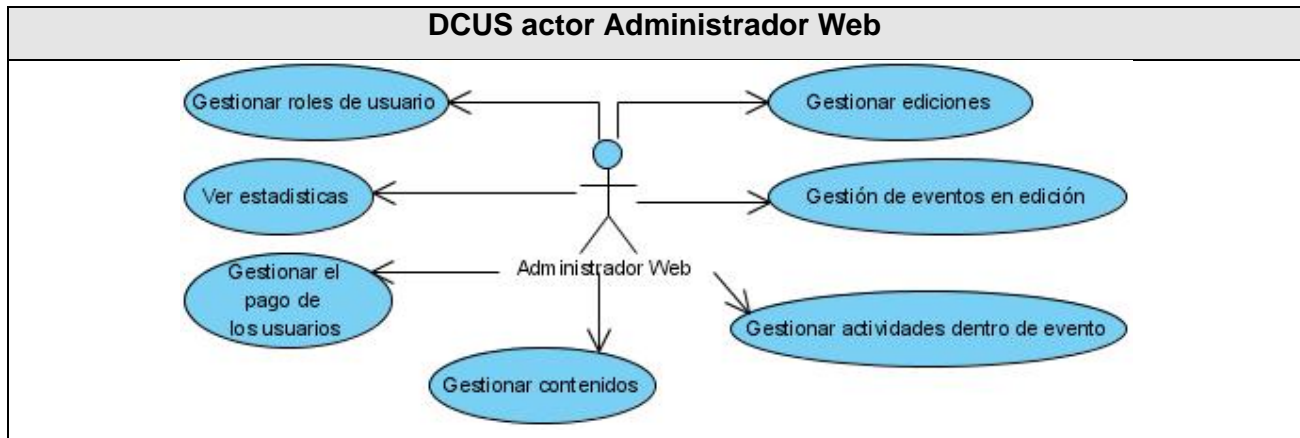 DCUS actor Administrador Web
Gestionar roles de usuario
Gestionar ediciones
Ver estadisticas
Gestión de eventos en edición
Gestionar el
pago de
los usuarios
Administrador Web
Gestionar actividades dentro de evento
Gestionar contenidos